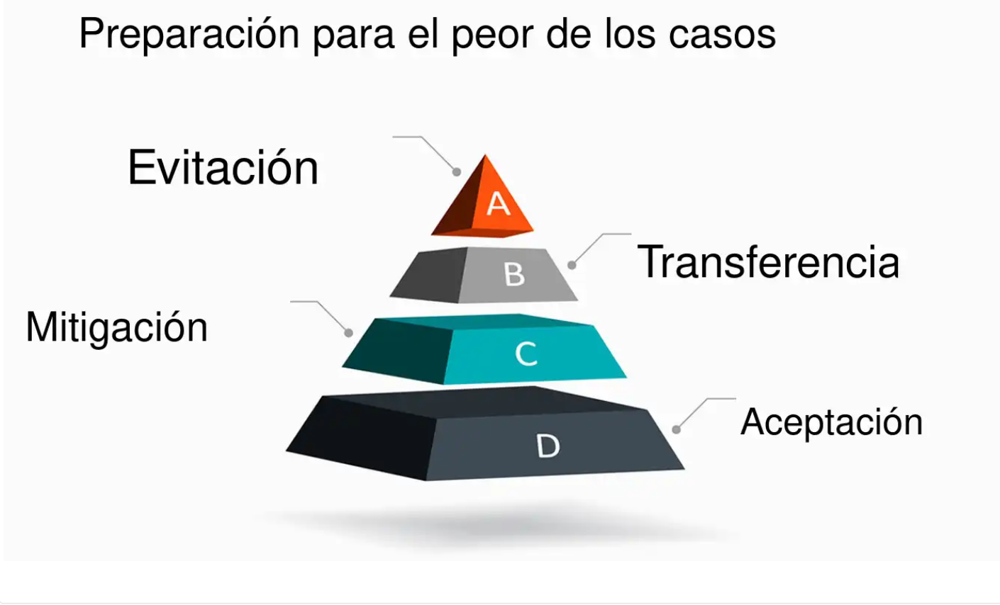 Preparación para el peor de los casos
Evitación
A
B
Transferencia
Mitigación
C
D
Aceptación